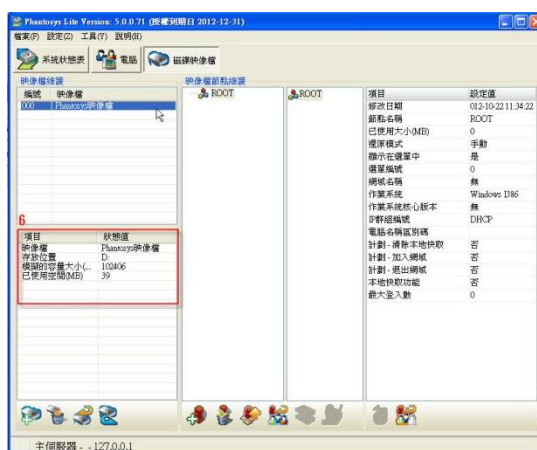 Phantosys Lite Version: 5.0.0.71 (授權到期日 2012-12-31)
檔案(F) 設定(Z) 工具(Y) 說明(H)
系統狀態表 電腦 磁碟映像檔
映像檔維護 映像檔節點維護
編號 映像檔
000 Phantosys映像檔
ROOT
ROOT
項目 設定值
修改日期 012-10-22 11:34:22
節點名稱 ROOT
已使用大小(MB) 0
還原模式 手動
顯示在選單中 是
選單編號 0
網域名稱 無
作業系統 Windows I386
作業系統核心版本 無
IP群組編號 DHCP
電腦名稱區別碼
計劃 - 清除本地快取 否
計劃 - 加入網域 否
計劃 - 退出網域 否
本地快取功能 否
最大登入數 0
6
項目 狀態值
映像檔 Phantosys映像檔
存放位置 D:
模擬的容量大小(... 102406
已使用空間(MB) 39
主伺服器 - - 127.0.0.1